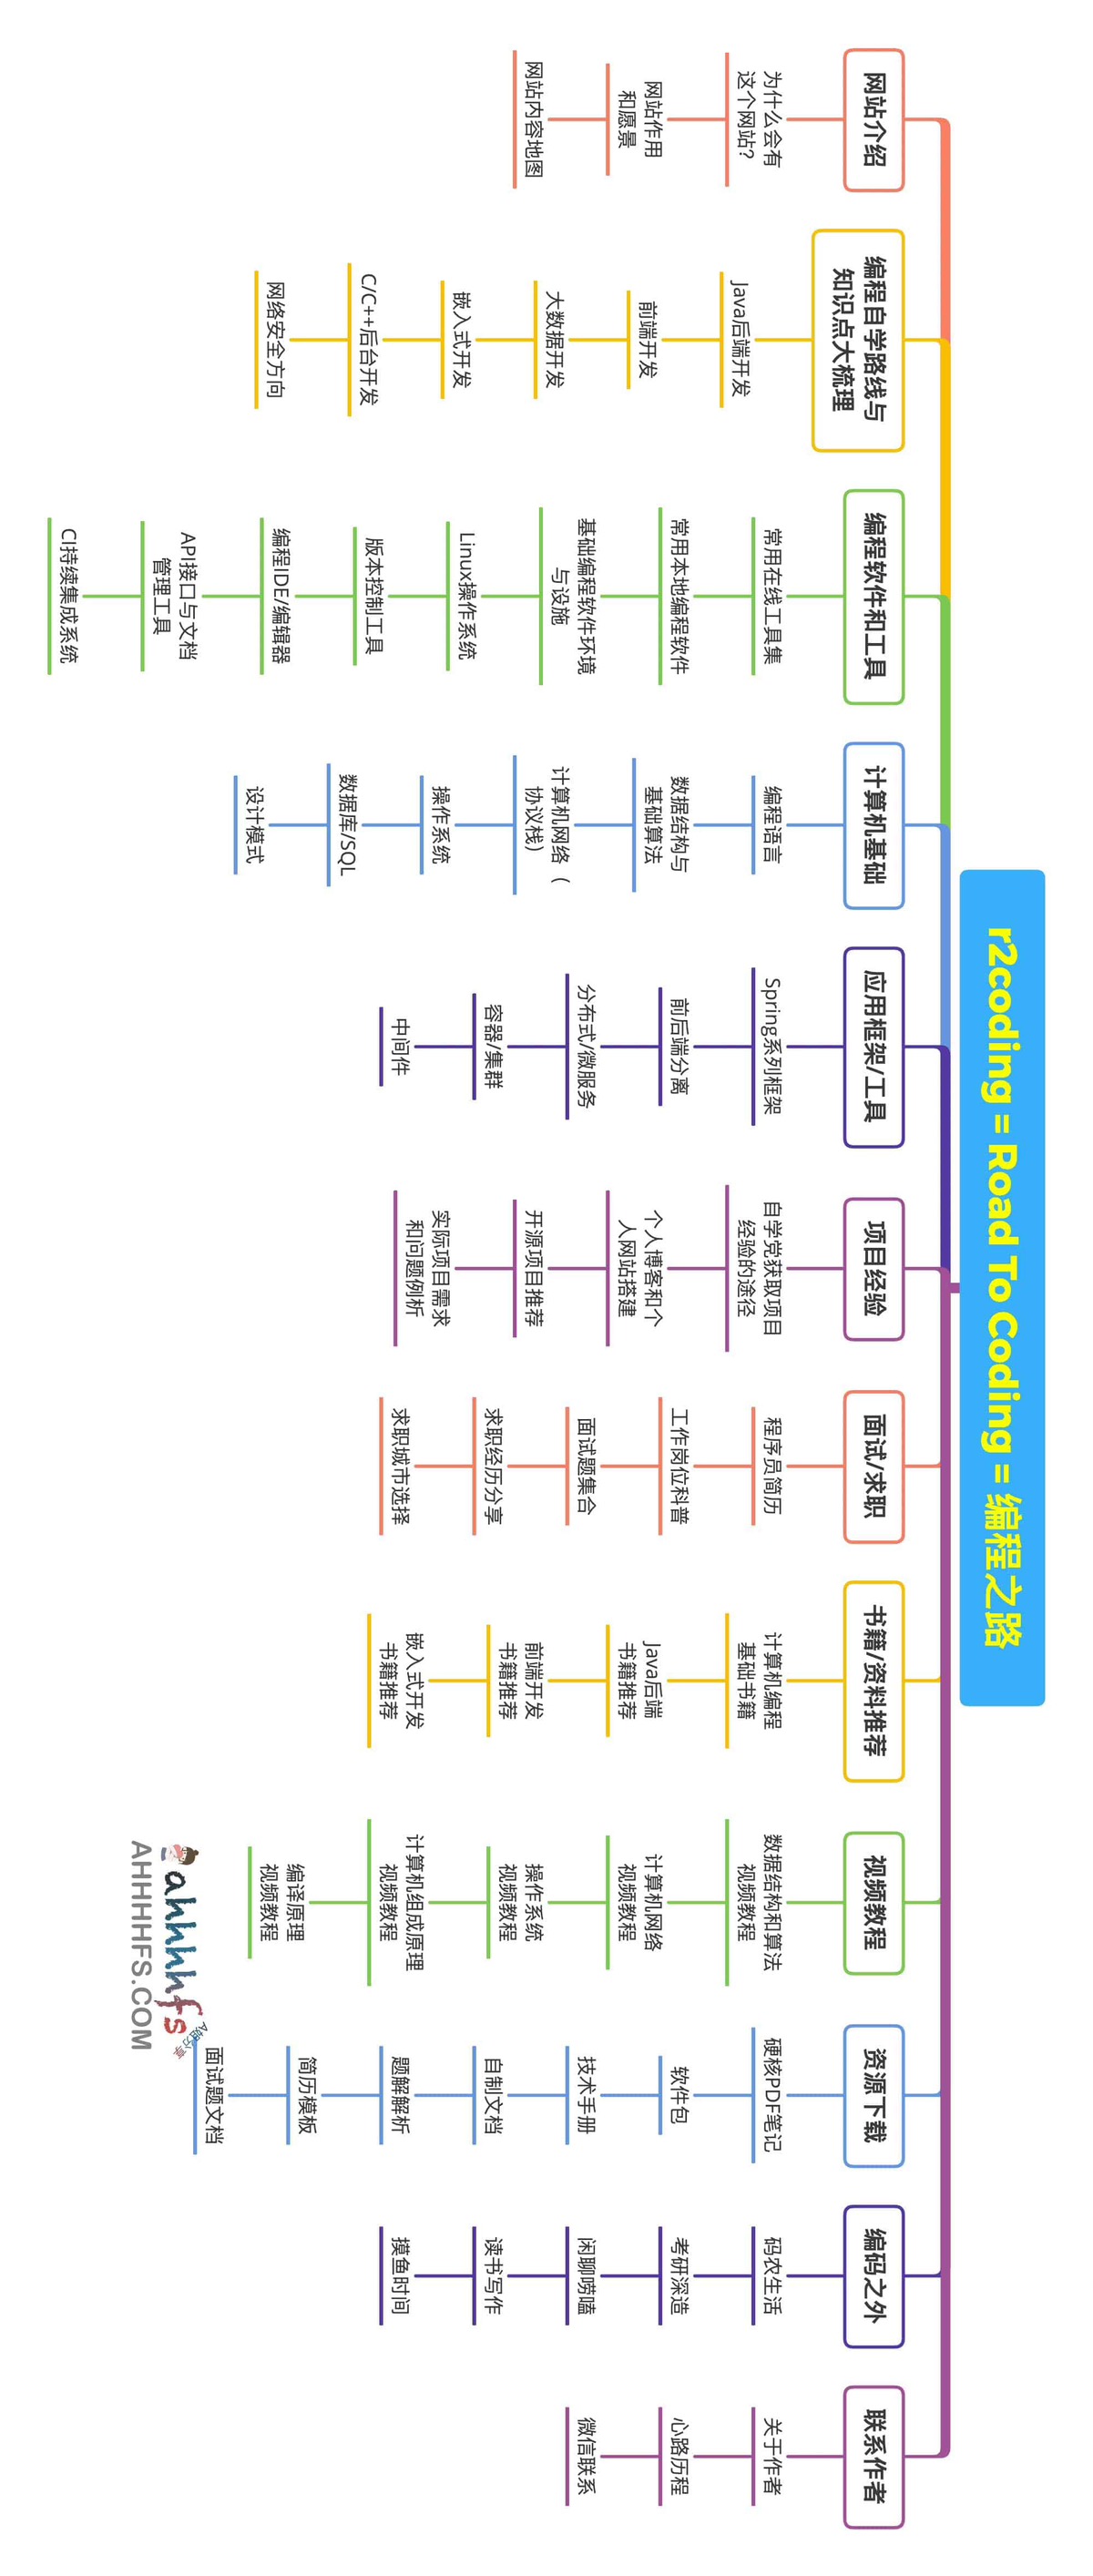 r2coding = Road To Coding = 编程之路
网站介绍
为什么会有
这个网站?
网站作用
和愿景
网站内容地图
编程自学路线与
知识点大梳理
Java后端开发
前端开发
大数据开发
嵌入式开发
C/C++后台开发
网络安全方向
编程软件和工具
常用在线工具集
常用本地编程软件
基础编程软件环境
与设施
Linux操作系统
版本控制工具
编程IDE/编辑器
API接口与文档
管理工具
CI持续集成系统
计算机基础
编程语言
数据结构与
基础算法
计算机网络（
协议栈）
操作系统
数据库/SQL
设计模式
应用框架/工具
Spring系列框架
前后端分离
分布式/微服务
容器/集群
中间件
项目经验
自学党获取项目
经验的途径
个人博客和个
人网站搭建
开源项目推荐
实际项目需求
和问题例析
面试/求职
程序员简历
工作岗位科普
面试题集合
求职经历分享
求职城市选择
书籍/资料推荐
计算机编程
基础书籍
Java后端
书籍推荐
前端开发
书籍推荐
嵌入式开发
书籍推荐
视频教程
数据结构和算法
视频教程
计算机网络
视频教程
操作系统
视频教程
计算机组成原理
视频教程
编译原理
视频教程
资源下载
硬核PDF笔记
软件包
技术手册
自制文档
题解解析
简历模板
面试题文档
编码之外
码农生活
考研深造
闲聊唠嗑
读书写作
摸鱼时间
联系作者
关于作者
心路历程
微信联系
ahhhhfs
A姐分享
AHHHHFS.COM